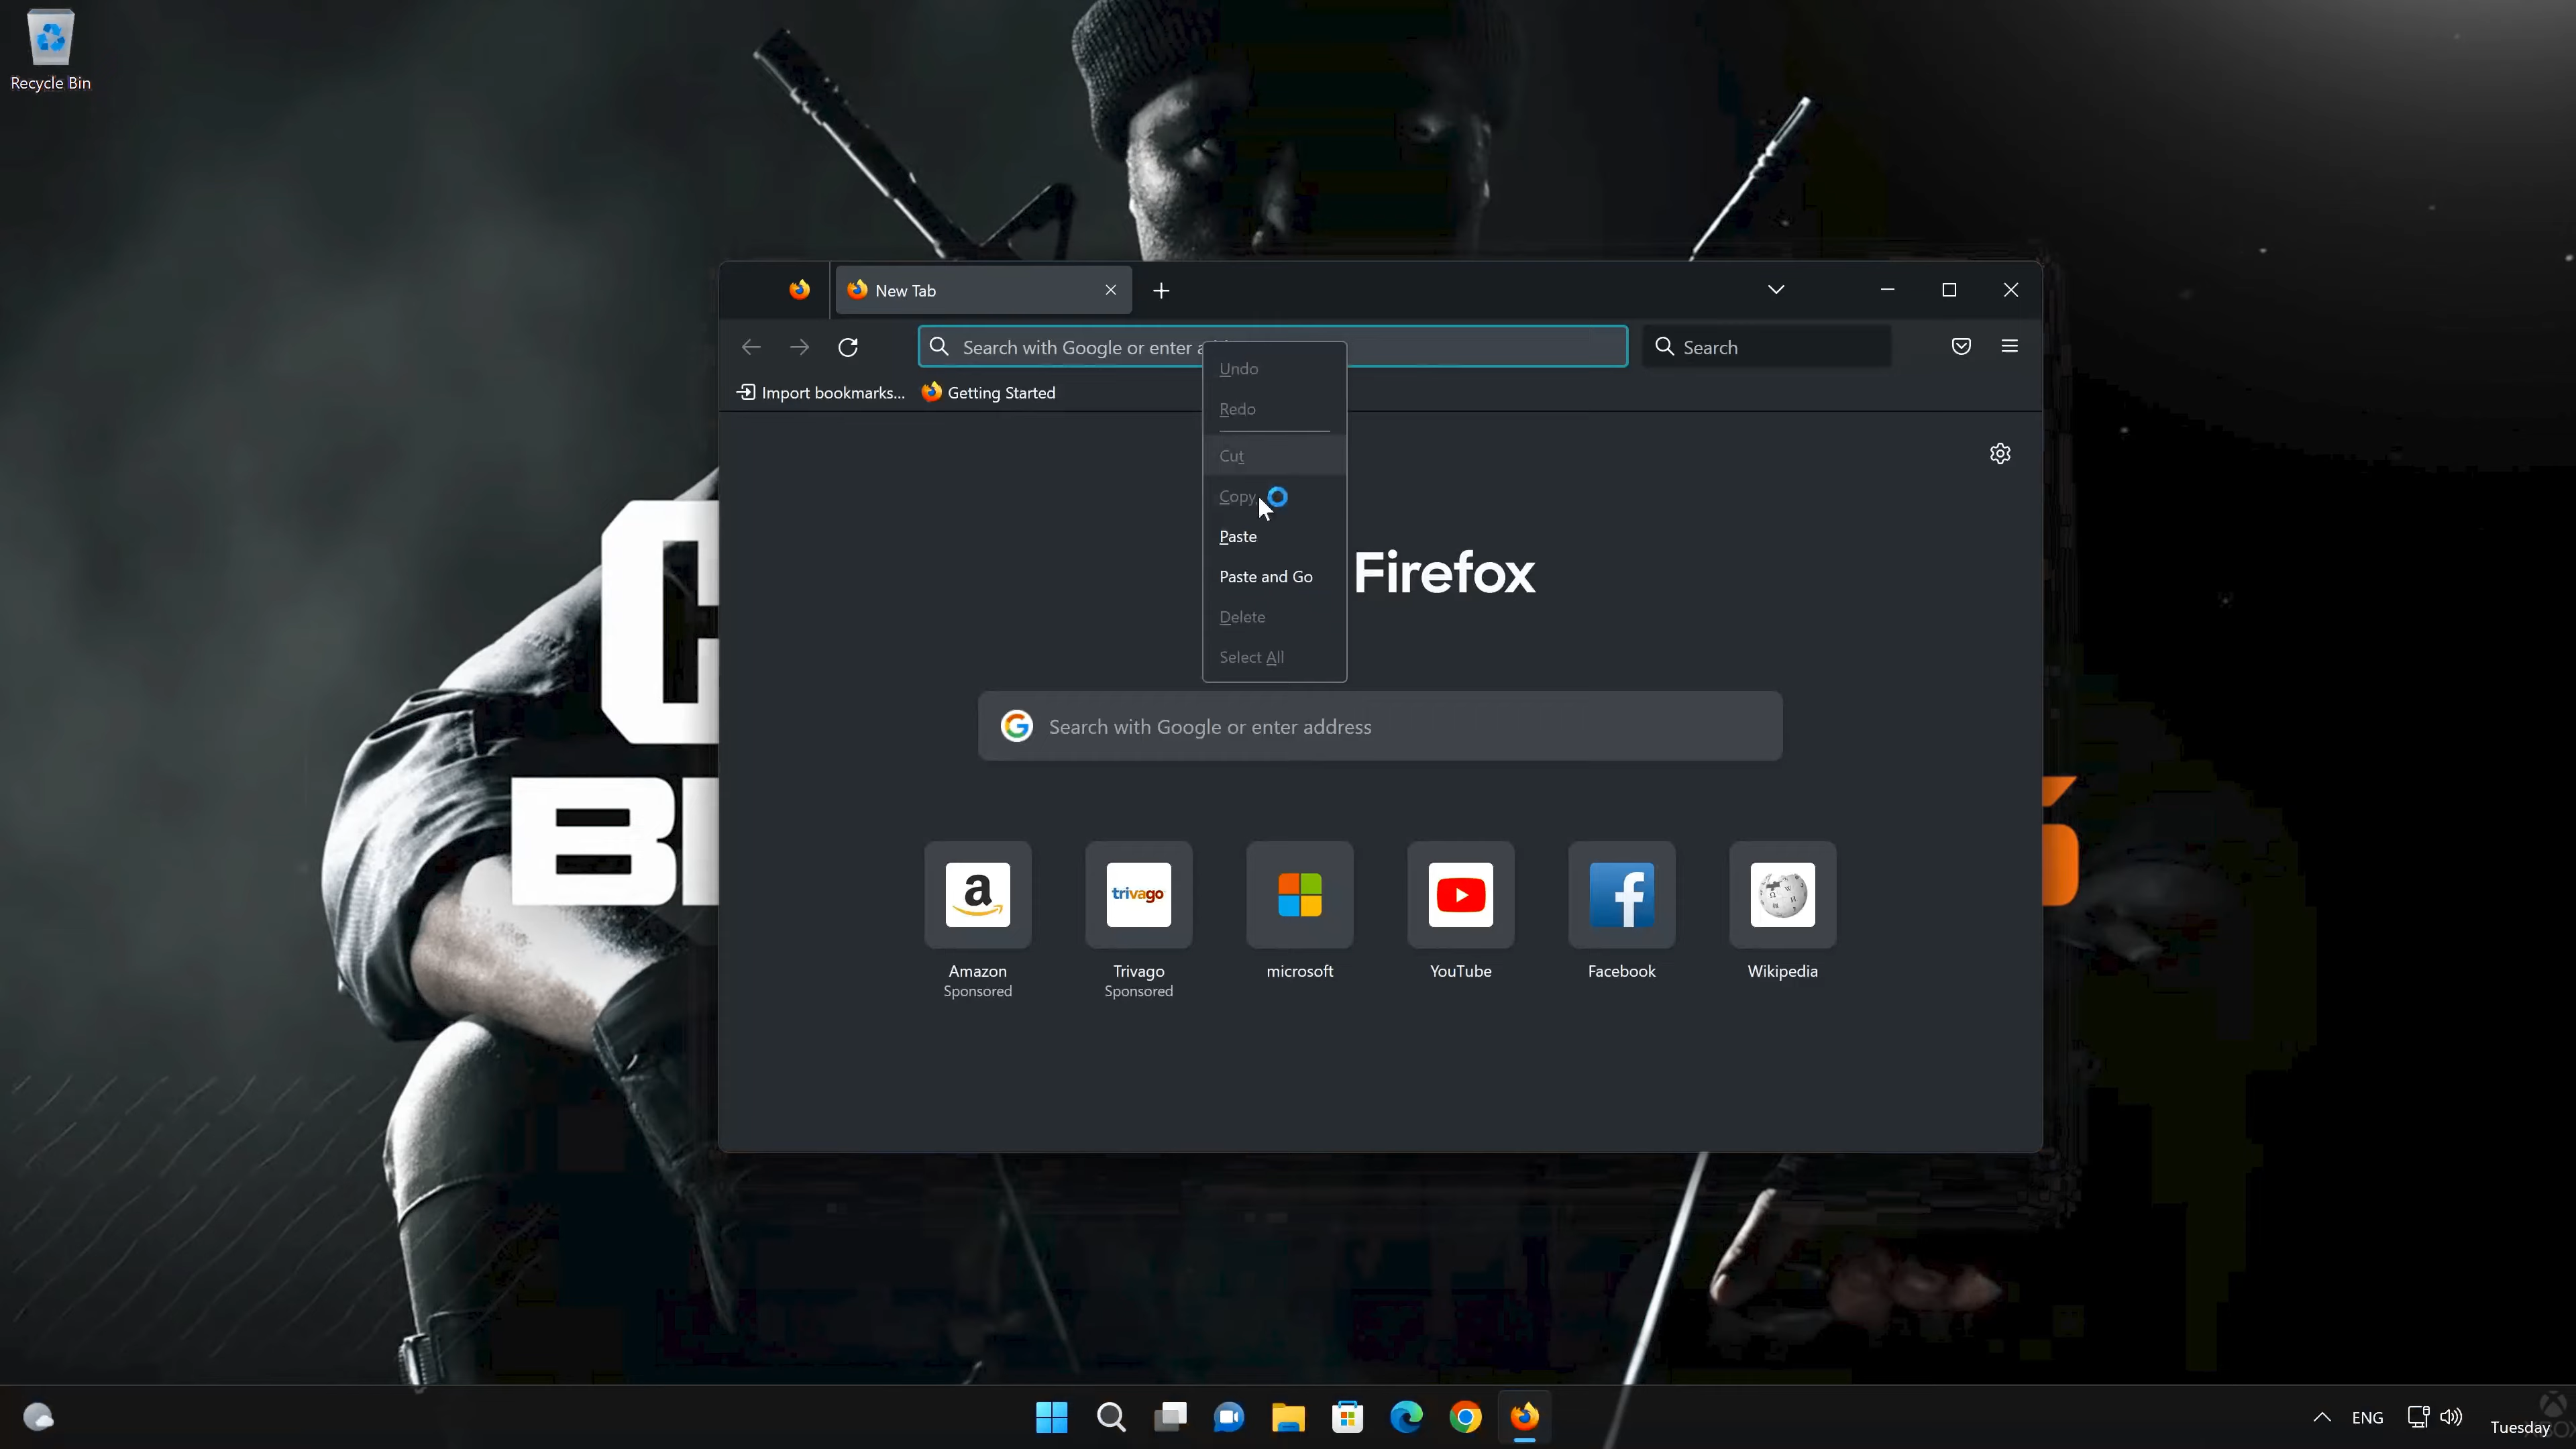 Recycle Bin
New Tab
Search with Google or enter a
Search
Import bookmarks...
Getting Started
Undo
Redo
Cut
Copy
Paste
Paste and Go
Delete
Select All
Firefox
Search with Google or enter address
trivago
Amazon
Sponsored
Trivago
Sponsored
microsoft
YouTube
Facebook
Wikipedia
ENG
Tuesday